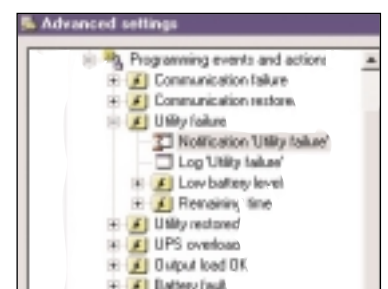 Advanced settings
Programming events and actions
Communication failure
Communication restore.
Utility failure
Notification 'Utility failure'
Log 'Utility failure'
Low battery level
Remaining time
Utility restored
UPS overload
Output load OK
Battery fault